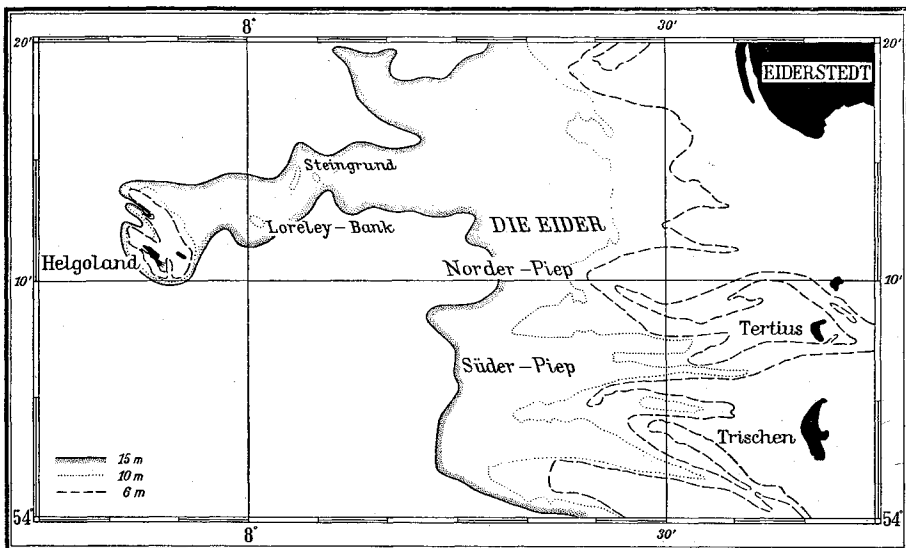 8°
30'
20'
20'
EIDERSTEDT
Steingrund
Loreley-Bank
DIE EIDER
Helgoland
Norder-Piep
10'
10'
Tertius
Süder-Piep
Trischen
15 m
10 m
6 m
54°
54°
8°
30'